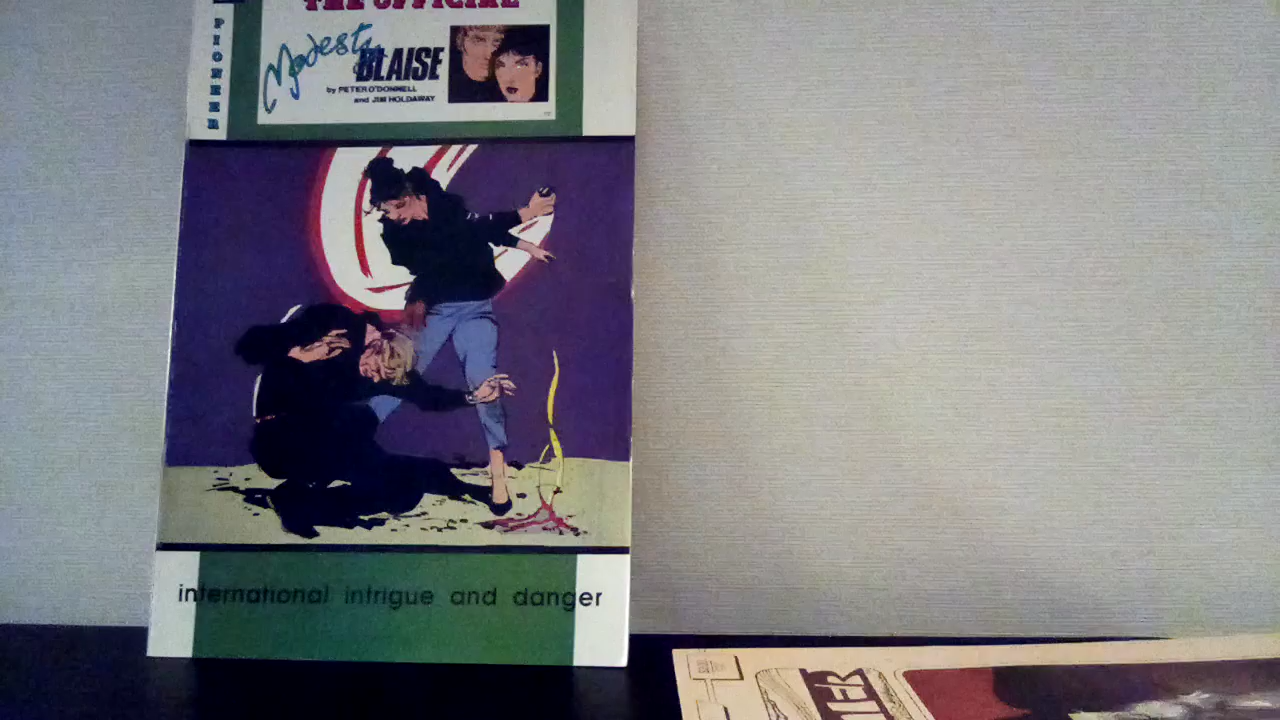 THE OFFICIAL
PIONEER
Modesty
BLAISE
by PETER O'DONNELL
and JIM HOLDAWAY
international intrigue and danger